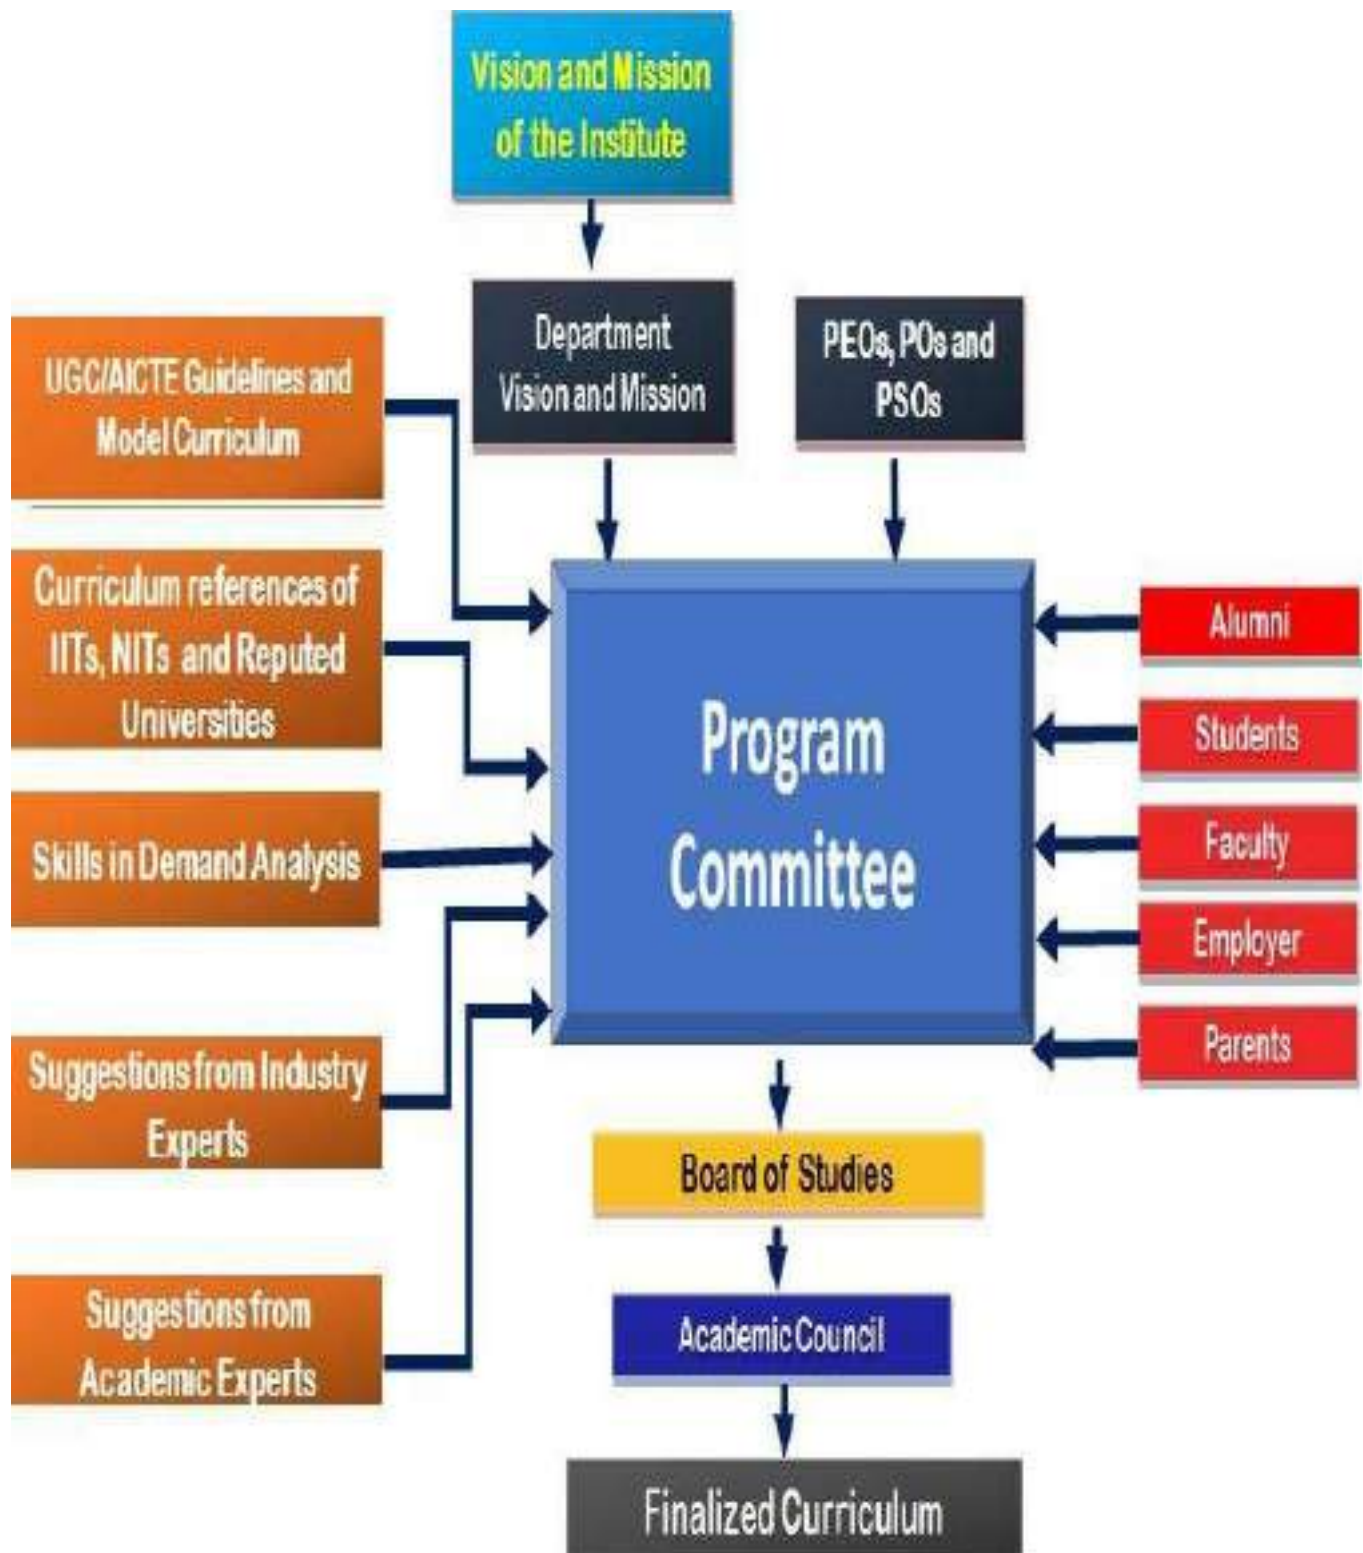 Vision and Mission
of the Institute
Department
Vision and Mission
PEOs, POs and
PSOs
UGC/AICTE Guidelines and
Model Curriculum
Curriculum references of
IITs, NITs and Reputed
Universities
Skills in Demand Analysis
Suggestions from Industry
Experts
Suggestions from
Academic Experts
Program
Committee
Alumni
Students
Faculty
Employer
Parents
Board of Studies
Academic Council
Finalized Curriculum